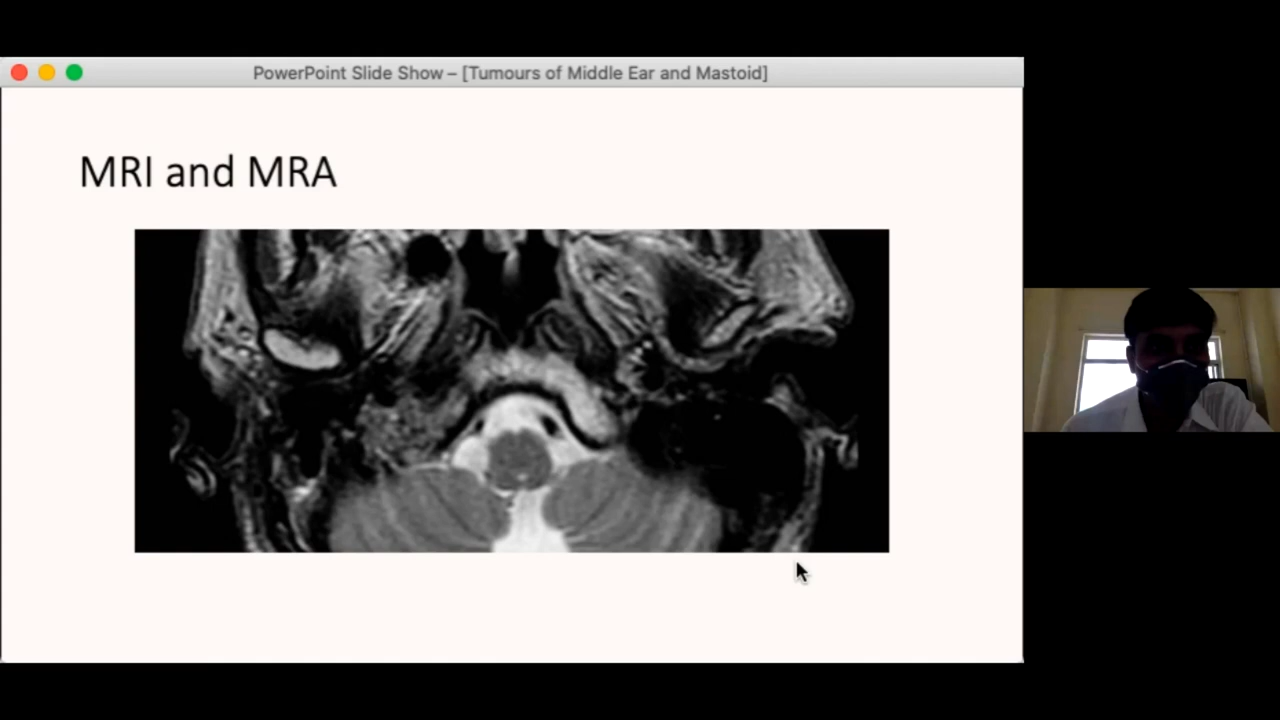 PowerPoint Slide Show – [Tumours of Middle Ear and Mastoid]
MRI and MRA